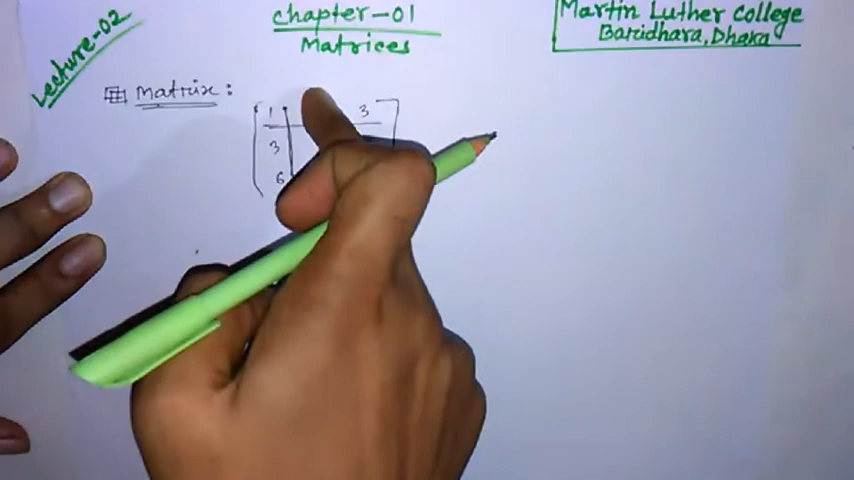 Lecture-02
Chapter-01
Matrices
Martin Luther College
Baridhara, Dhaka
Matrix :
1 3
3
6